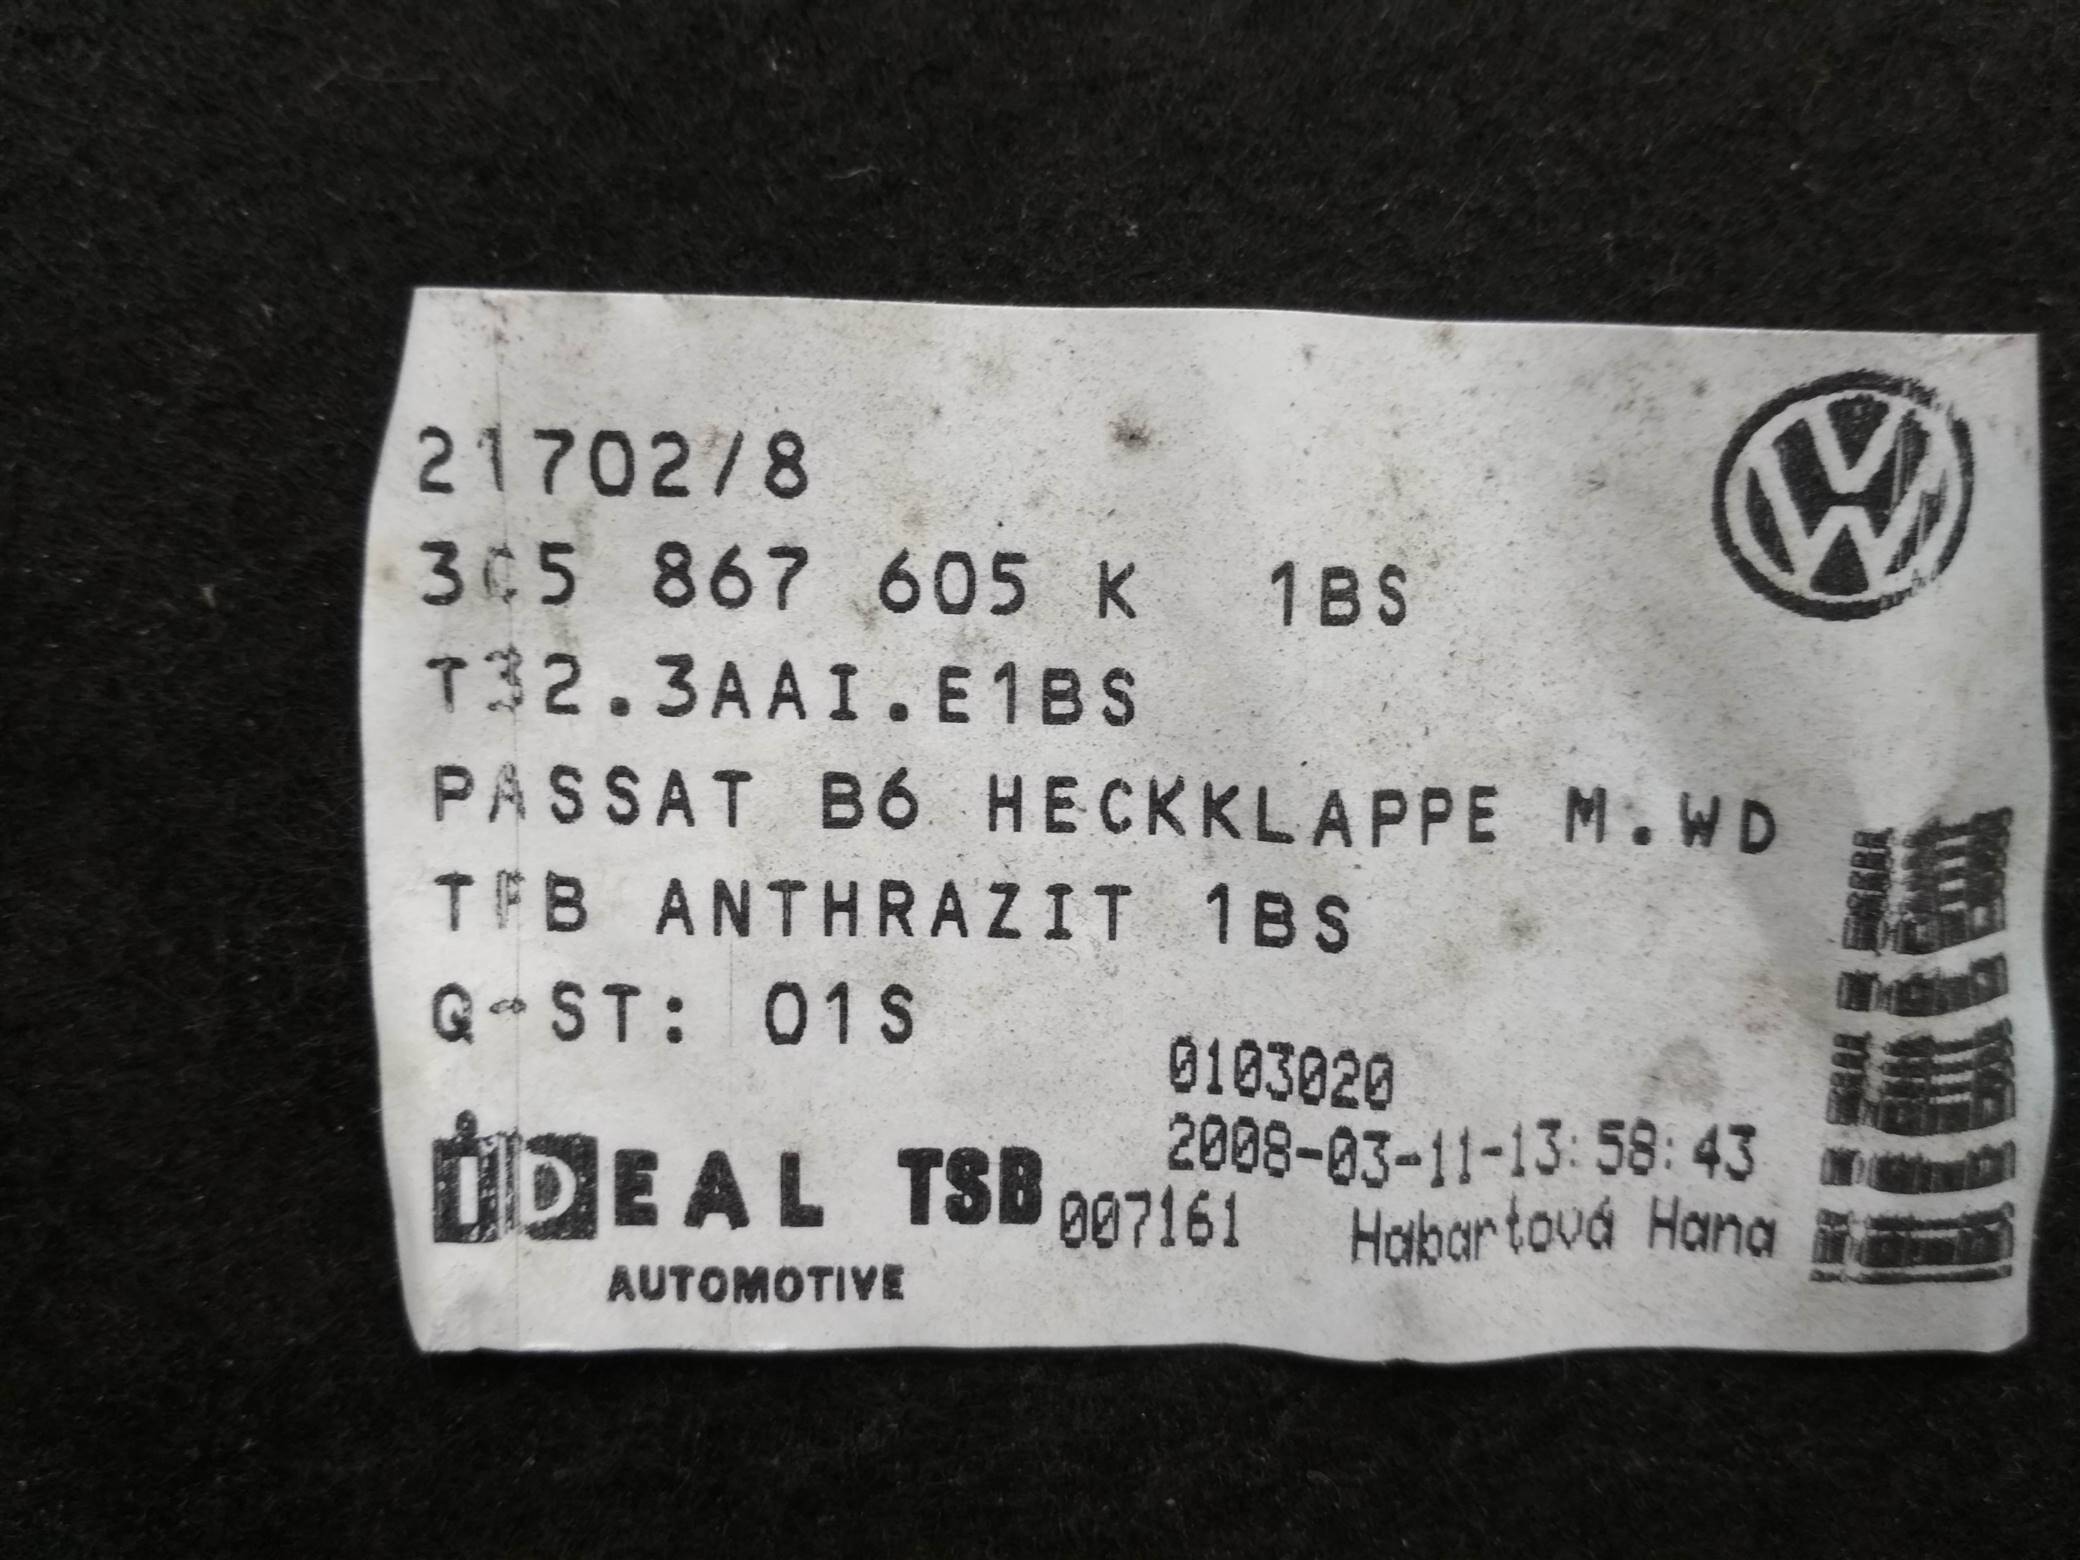 21702/8
3C5 867 605 K 1BS
T32.3AAI.E1BS
PASSAT B6 HECKKLAPPE M.WD
TFB ANTHRAZIT 1BS
Q-ST: 01S
0103020
2008-03-11-13:58:43
iDEAL TSB 007161 Habartová Hana
AUTOMOTIVE